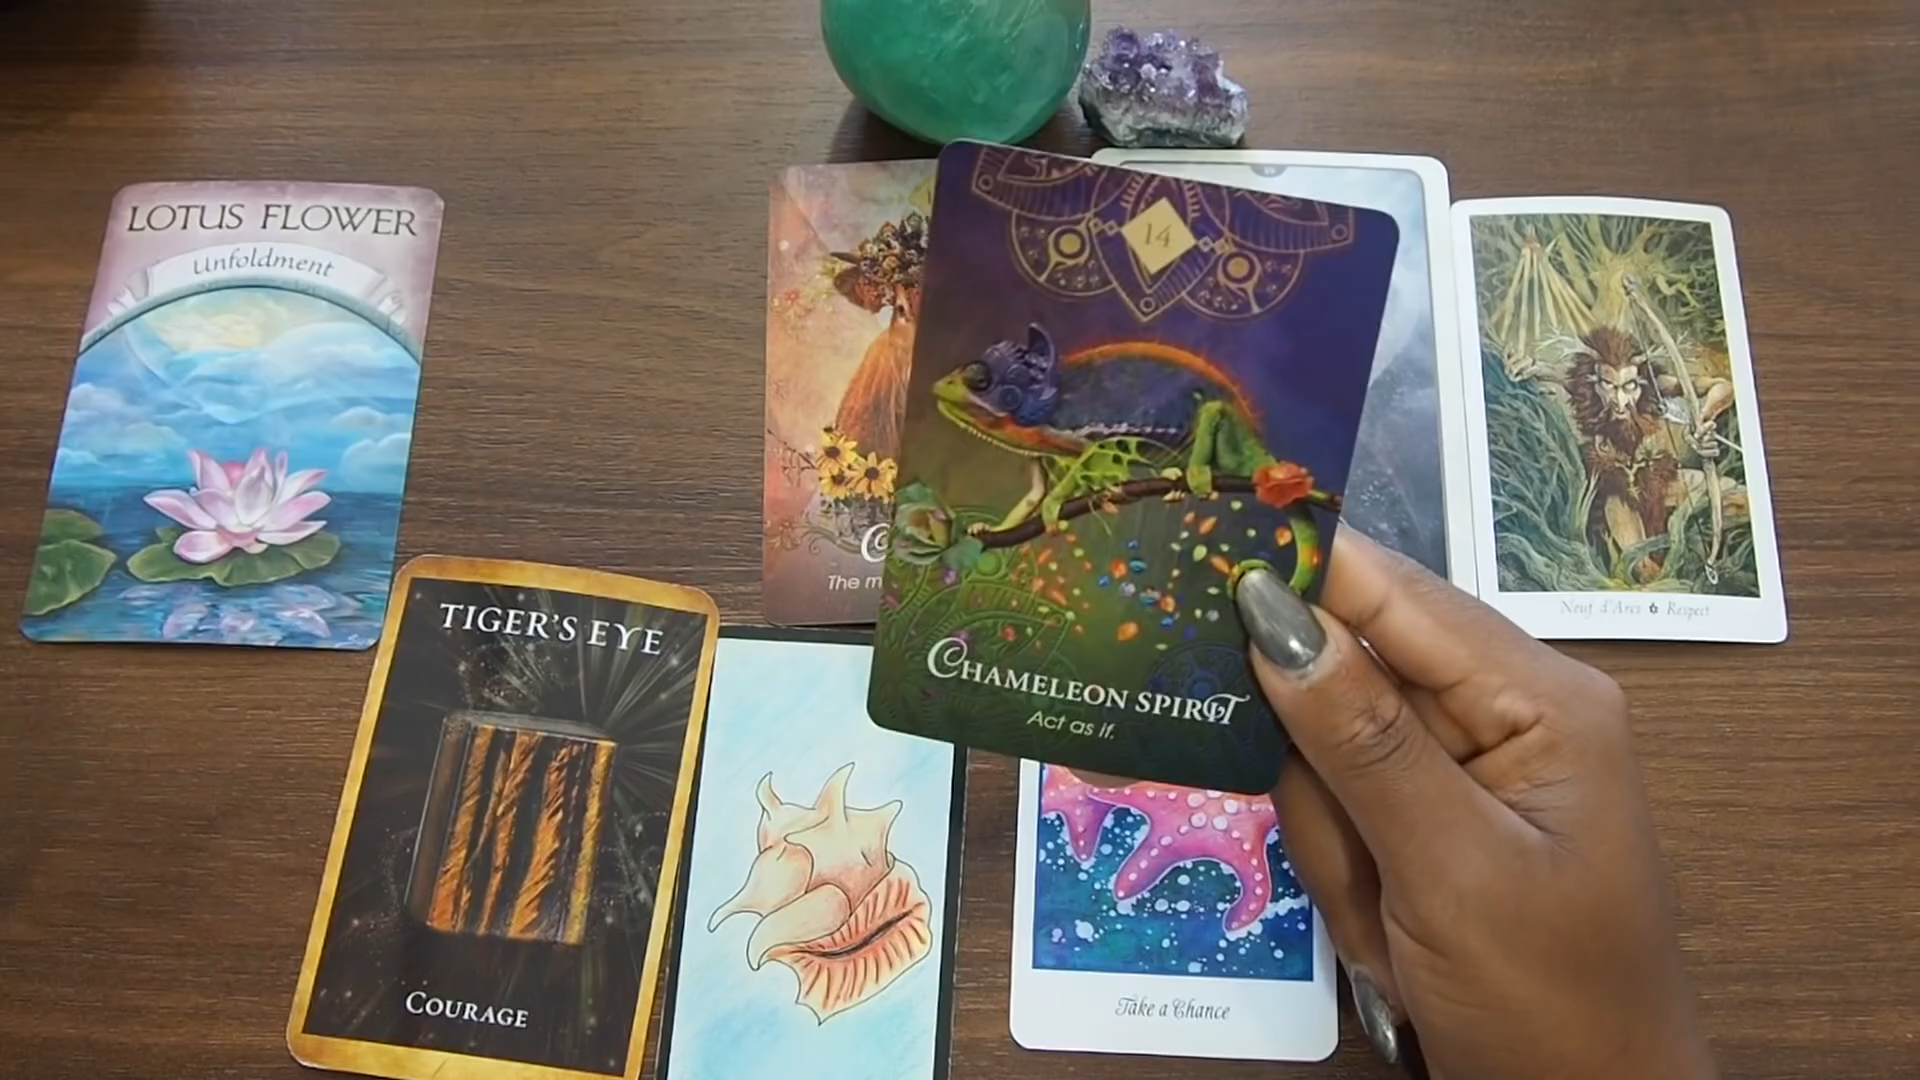 LOTUS FLOWER
Unfoldment
14
CHAMELEON SPIRIT
Act as if.
The m
Neuf d'Arcs Respect
TIGER'S EYE
COURAGE
Take a Chance